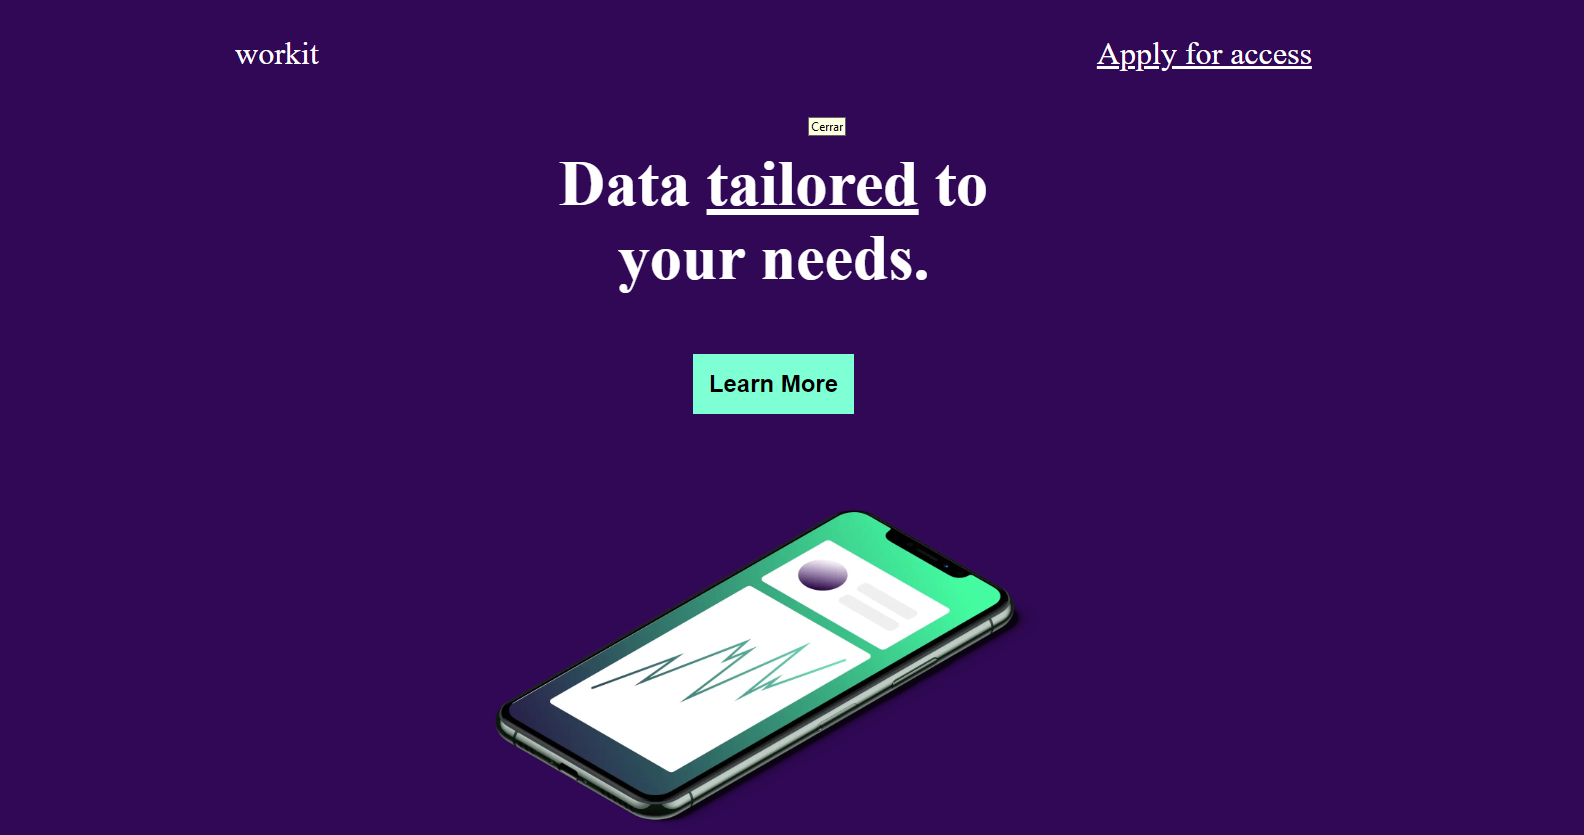 workit
Apply for access
Cerrar
Data tailored to
your needs.
Learn More